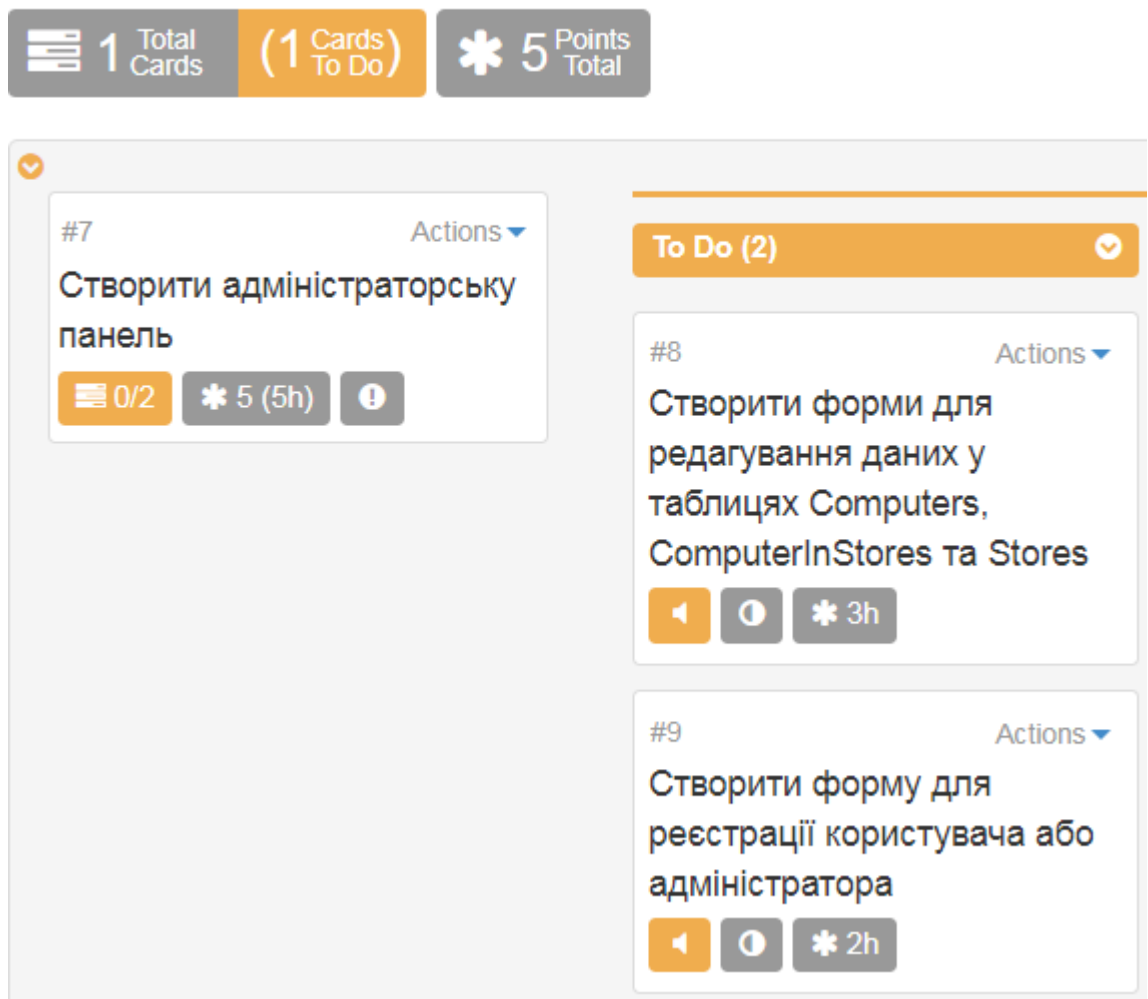 1 Total Cards (1 Cards To Do) 5 Points Total
#7 Actions
Створити адміністраторську
панель
0/2 5 (5h)
To Do (2)
#8 Actions
Створити форми для
редагування даних у
таблицях Computers,
ComputerInStores та Stores
3h
#9 Actions
Створити форму для
реєстрації користувача або
адміністратора
2h